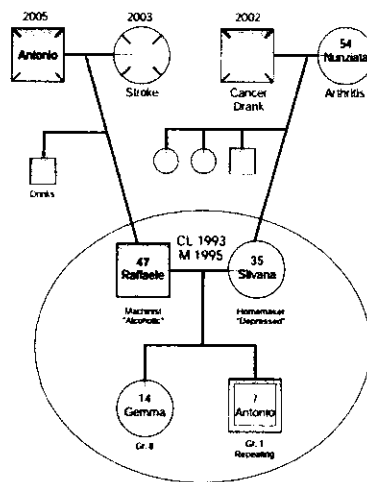 2005
2003
2002
Antonio
54
Nunziata
Stroke
Cancer
Drank
Arthritis
Drinks
CL 1993
M 1995
47
Raffaele
35
Silvana
Machinist
"Alcoholic"
Homemaker
"Depressed"
14
Gemma
7
Antonio
Gr. 8
Gr. 1
Repeating